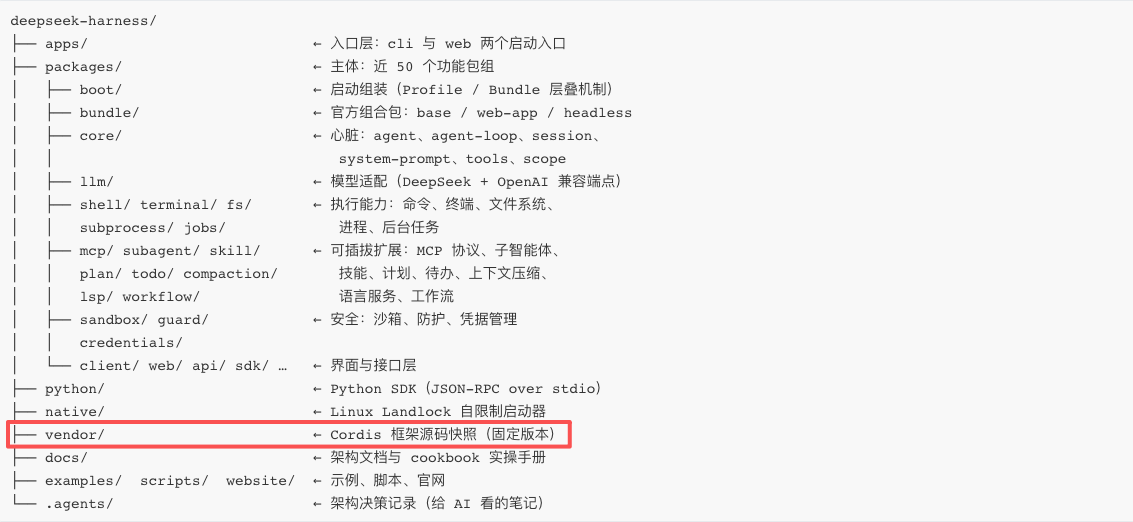 deepseek-harness/
├── apps/                          ← 入口层：cli 与 web 两个启动入口
├── packages/                      ← 主体：近 50 个功能包组
│   ├── boot/                      ← 启动组装（Profile / Bundle 层叠机制）
│   ├── bundle/                    ← 官方组合包：base / web-app / headless
│   ├── core/                      ← 心脏：agent、agent-loop、session、
│   │                                 system-prompt、tools、scope
│   ├── llm/                       ← 模型适配（DeepSeek + OpenAI 兼容端点）
│   ├── shell/ terminal/ fs/       ← 执行能力：命令、终端、文件系统、
│   │   subprocess/ jobs/             进程、后台任务
│   ├── mcp/ subagent/ skill/      ← 可插拔扩展：MCP 协议、子智能体、
│   │   plan/ todo/ compaction/       技能、计划、待办、上下文压缩、
│   │   lsp/ workflow/                语言服务、工作流
│   ├── sandbox/ guard/            ← 安全：沙箱、防护、凭据管理
│   │   credentials/
│   └── client/ web/ api/ sdk/ …   ← 界面与接口层
├── python/                        ← Python SDK（JSON-RPC over stdio）
├── native/                        ← Linux Landlock 自限制启动器
├── vendor/                        ← Cordis 框架源码快照（固定版本）
├── docs/                          ← 架构文档与 cookbook 实操手册
├── examples/  scripts/  website/  ← 示例、脚本、官网
└── .agents/                       ← 架构决策记录（给 AI 看的笔记）